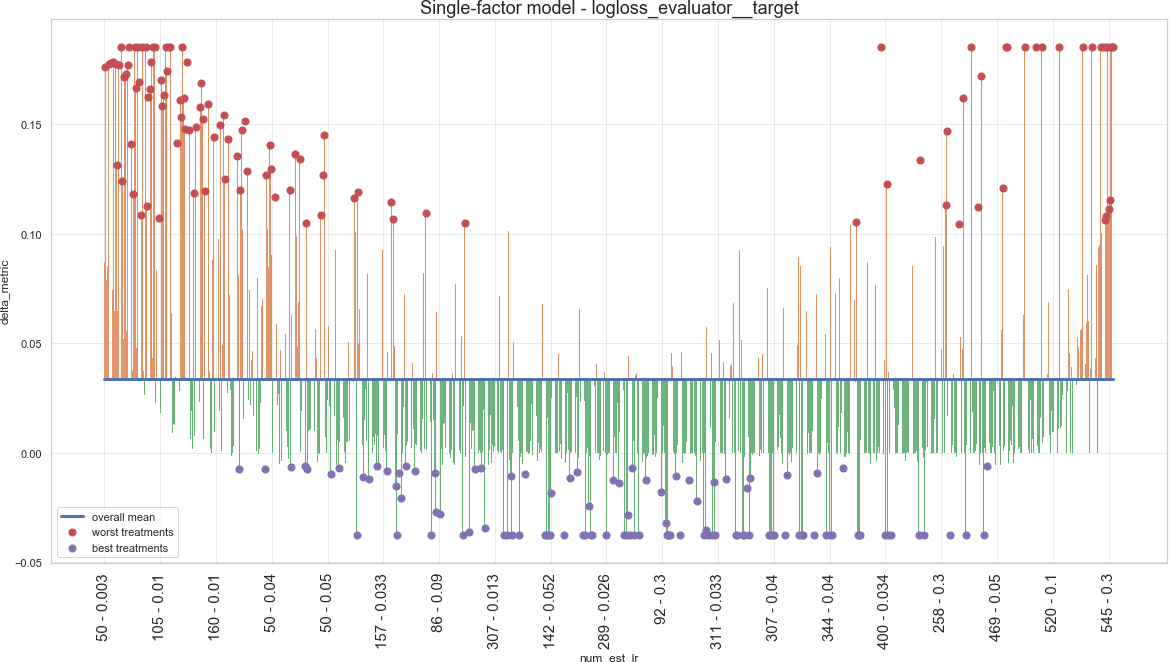 Single-factor model - logloss_evaluator__target
delta_metric
0.15
0.10
0.05
0.00
−0.05
overall mean
worst treatments
best treatments
50 - 0.003
105 - 0.01
160 - 0.01
50 - 0.04
50 - 0.05
157 - 0.033
86 - 0.09
307 - 0.013
142 - 0.052
289 - 0.026
92 - 0.3
311 - 0.033
307 - 0.04
344 - 0.04
400 - 0.034
258 - 0.3
469 - 0.05
520 - 0.1
545 - 0.3
num_est_lr